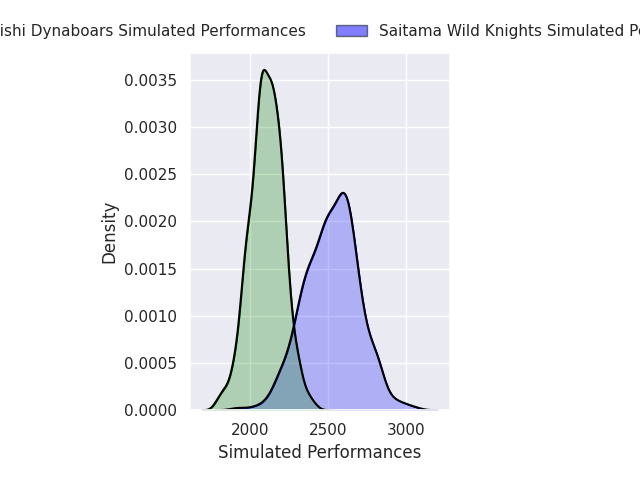 ishi Dynaboars Simulated Performances
Saitama Wild Knights Simulated
0.0035
0.0030
0.0025
0.0020
0.0015
0.0010
0.0005
0.0000
Density
2000 2500 3000
Simulated Performances